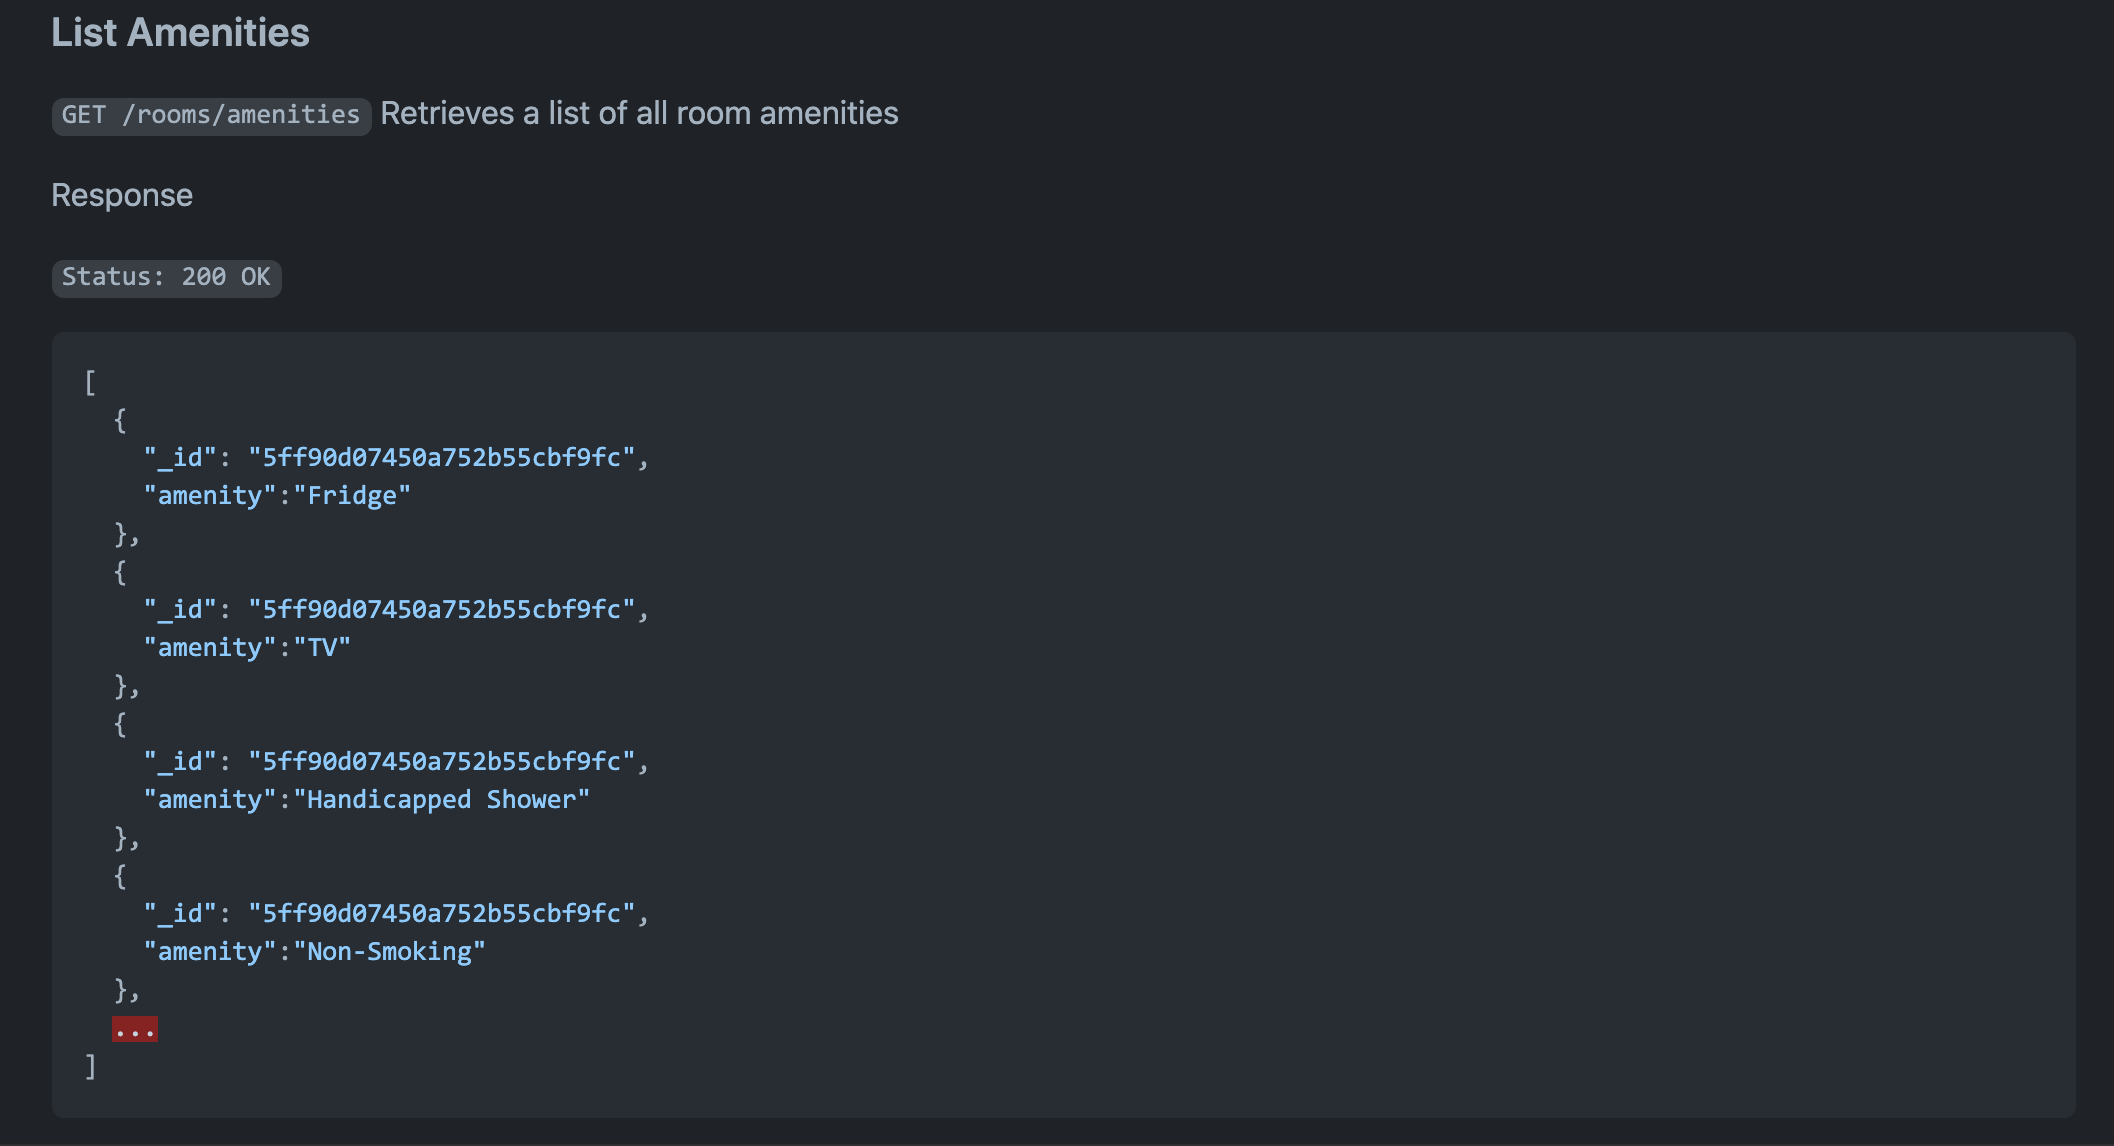 List Amenities
GET /rooms/amenities Retrieves a list of all room amenities
Response
Status: 200 OK
[
  {
    "_id": "5ff90d07450a752b55cbf9fc",
    "amenity":"Fridge"
  },
  {
    "_id": "5ff90d07450a752b55cbf9fc",
    "amenity":"TV"
  },
  {
    "_id": "5ff90d07450a752b55cbf9fc",
    "amenity":"Handicapped Shower"
  },
  {
    "_id": "5ff90d07450a752b55cbf9fc",
    "amenity":"Non-Smoking"
  },
  ...
]